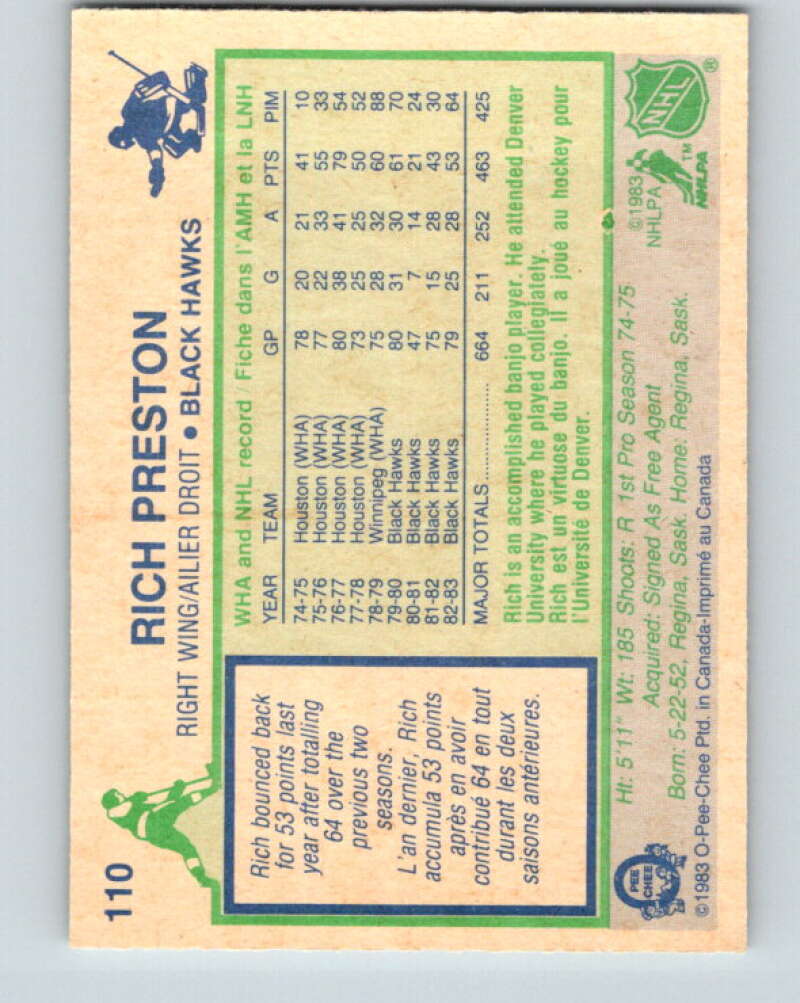 110
RICH PRESTON
RIGHT WING/AILIER DROIT • BLACK HAWKS
Rich bounced back
for 53 points last
year after totalling
64 over the
previous two
seasons.
L'an dernier, Rich
accumula 53 points
après en avoir
contribué 64 en tout
durant les deux
saisons antérieures.
WHA and NHL record Fiche dans l'AMH et la LNH
YEAR TEAM GP G A PTS PIM
74-75 Houston (WHA) 78 20 21 41 10
75-76 Houston (WHA) 77 22 33 55 33
76-77 Houston (WHA) 80 38 41 79 54
77-78 Houston (WHA) 73 25 25 50 52
78-79 Winnipeg (WHA) 75 28 32 60 88
79-80 Black Hawks 80 31 30 61 70
80-81 Black Hawks 47 7 14 21 24
81-82 Black Hawks 75 15 28 43 30
82-83 Black Hawks 79 25 28 53 64
MAJOR TOTALS.............. 664 211 252 463 425
Rich is an accomplished banjo player. He attended Denver
University where he played collegiately.
Rich est un virtuose du banjo. Il a joué au hockey pour
l'Université de Denver.
Ht: 5'11" Wt: 185 Shoots: R 1st Pro Season 74-75
Acquired: Signed As Free Agent
Born: 5-22-52, Regina, Sask. Home: Regina, Sask.
©1983
NHLPA
NHL
®
TM
NHLPA
PEE
CHEE
©1983 O-Pee-Chee Ptd. in Canada-Imprimé au Canada